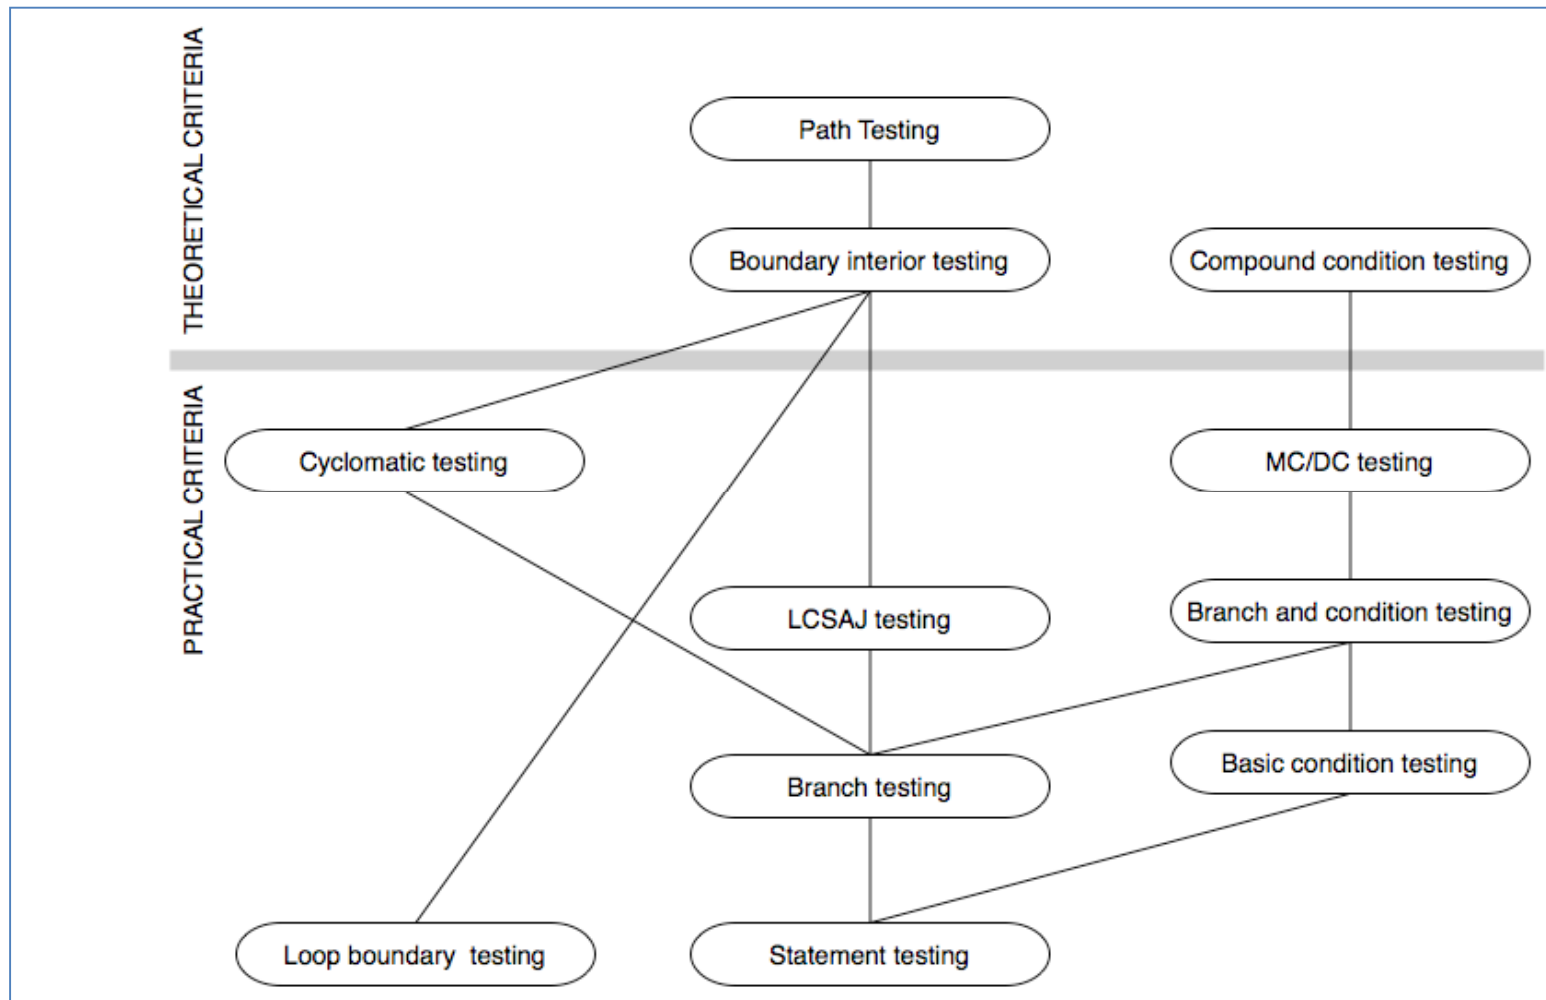 THEORETICAL CRITERIA
Path Testing
Boundary interior testing
Compound condition testing
PRACTICAL CRITERIA
Cyclomatic testing
MC/DC testing
LCSAJ testing
Branch and condition testing
Branch testing
Basic condition testing
Loop boundary testing
Statement testing